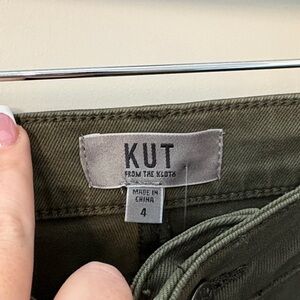 KUT
FROM THE KLOTH
MADE IN
CHINA
4